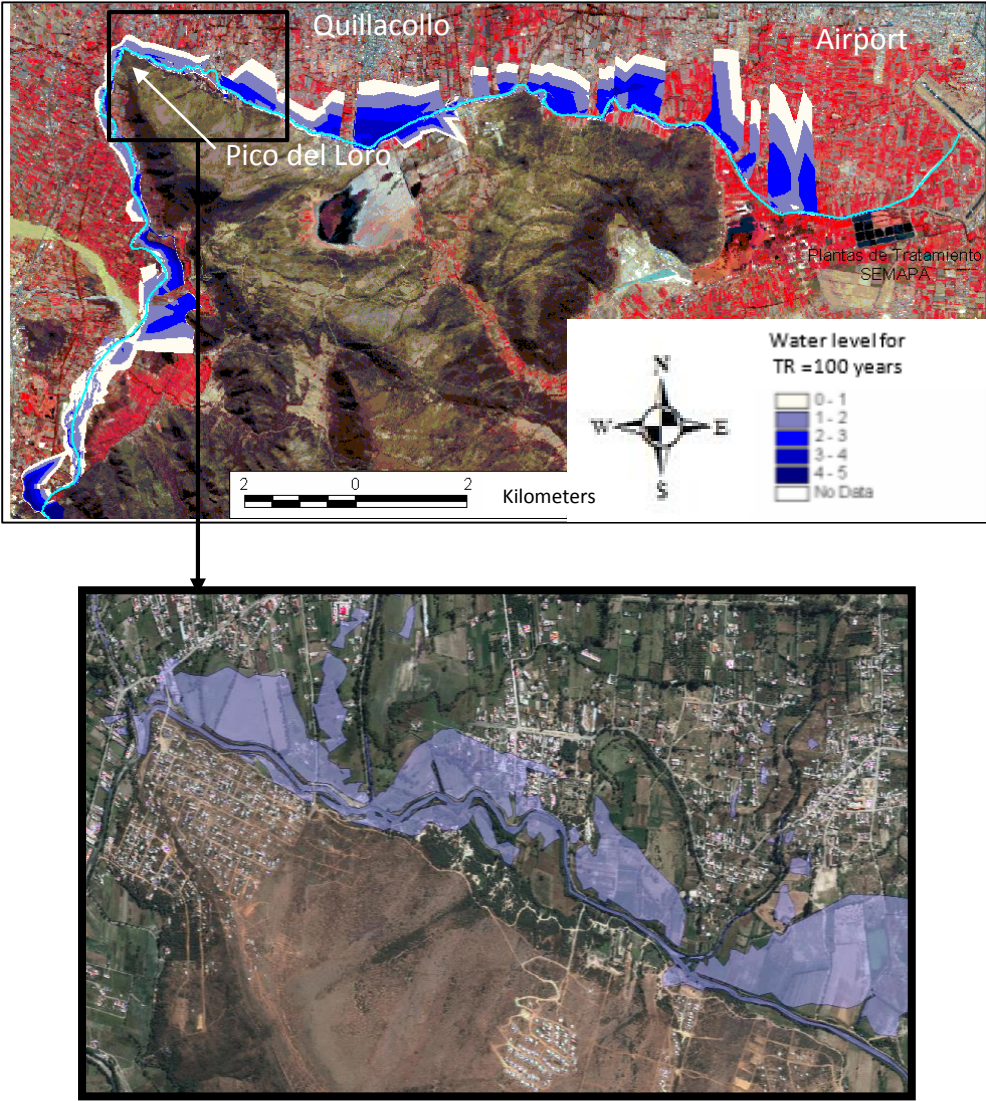 Quillacollo
Airport
Pico del Loro
Plantas de Tratamiento
SEMAPA
Water level for
TR =100 years
0 - 1
1 - 2
2 - 3
3 - 4
4 - 5
No Data
N
W
E
S
2
0
2
Kilometers